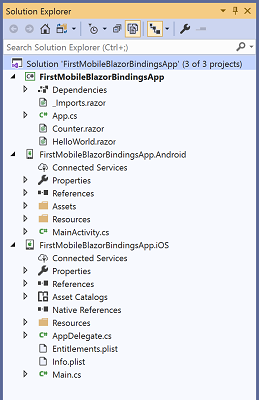 Solution Explorer
Search Solution Explorer (Ctrl+;)
Solution 'FirstMobileBlazorBindingsApp' (3 of 3 projects)
FirstMobileBlazorBindingsApp
Dependencies
_Imports.razor
App.cs
Counter.razor
HelloWorld.razor
FirstMobileBlazorBindingsApp.Android
Connected Services
Properties
References
Assets
Resources
MainActivity.cs
FirstMobileBlazorBindingsApp.iOS
Connected Services
Properties
References
Asset Catalogs
Native References
Resources
AppDelegate.cs
Entitlements.plist
Info.plist
Main.cs